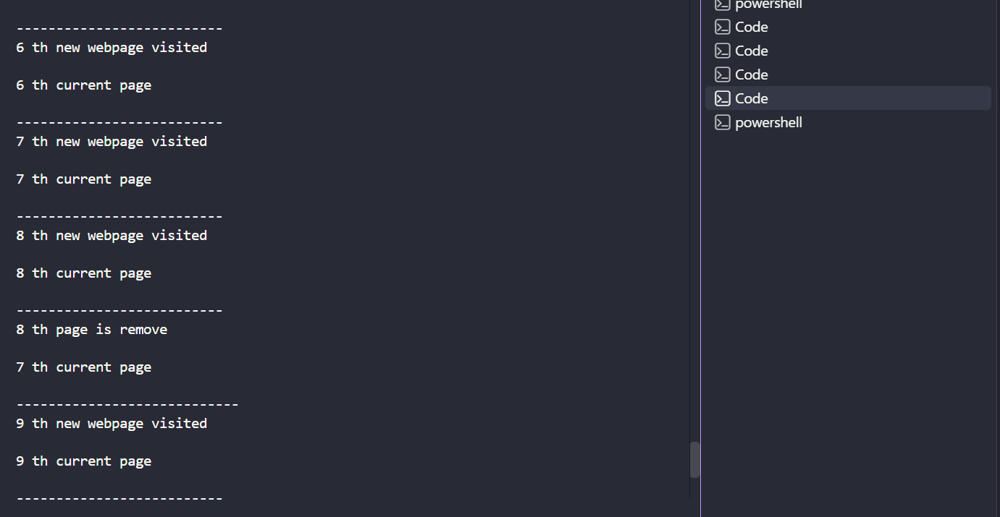 --------------------------
6 th new webpage visited
6 th current page
--------------------------
7 th new webpage visited
7 th current page
--------------------------
8 th new webpage visited
8 th current page
--------------------------
8 th page is remove
7 th current page
----------------------------
9 th new webpage visited
9 th current page
--------------------------
powershell
Code
Code
Code
Code
powershell